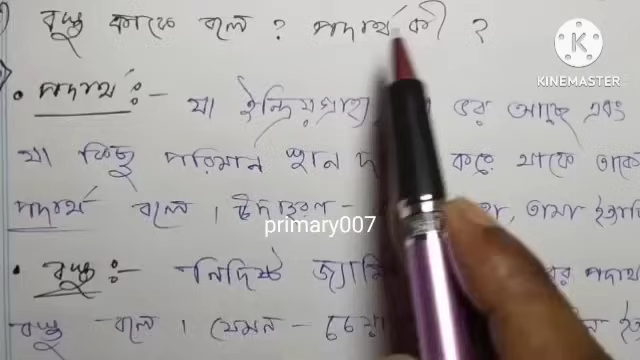 বস্তু কাকে বলে ? পদার্থ কী ?
KINEMASTER
পদার্থ :- যা ইন্দ্রিয়গ্রাহ্য, ভর আছে এবং
যা কিছু পরিমান স্থান দ করে থাকে তাকে
পদার্থ বলে । উদাহরণ - তামা ইত্যাদি
primary007
বস্তু :- নির্দিষ্ট পদার্থ
বস্তু বলে । যেমন -